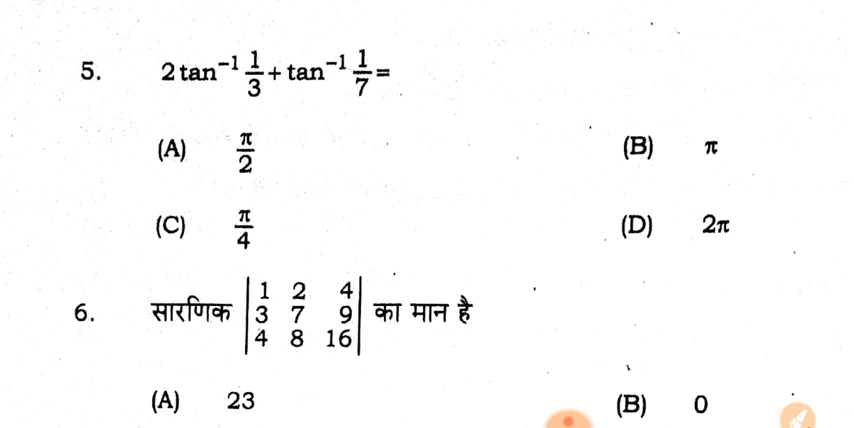 5. 2 tan⁻¹ 1/3 + tan⁻¹ 1/7 =
(A) π/2 (B) π
(C) π/4 (D) 2π
6. सारणिक |1 2 4; 3 7 9; 4 8 16| का मान है
(A) 23 (B) 0